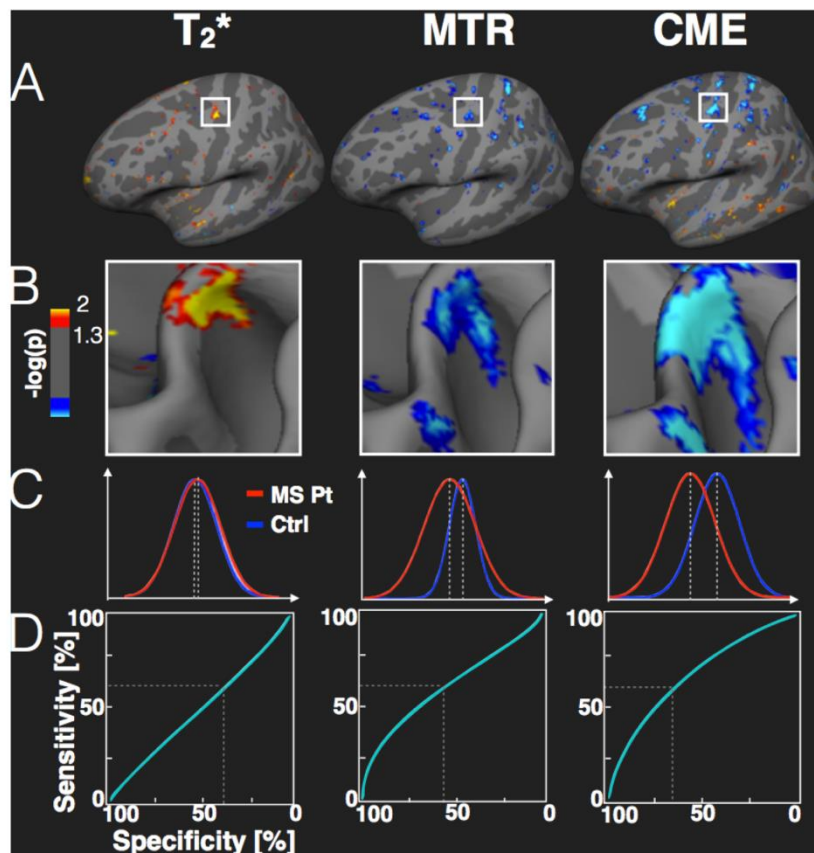 T₂* MTR CME
A
B
2
1.3
-log(p)
C
MS Pt
Ctrl
D
100 100 100
50 50 50
0 0 0
Sensitivity [%]
100 50 0 100 50 0 100 50 0
Specificity [%]